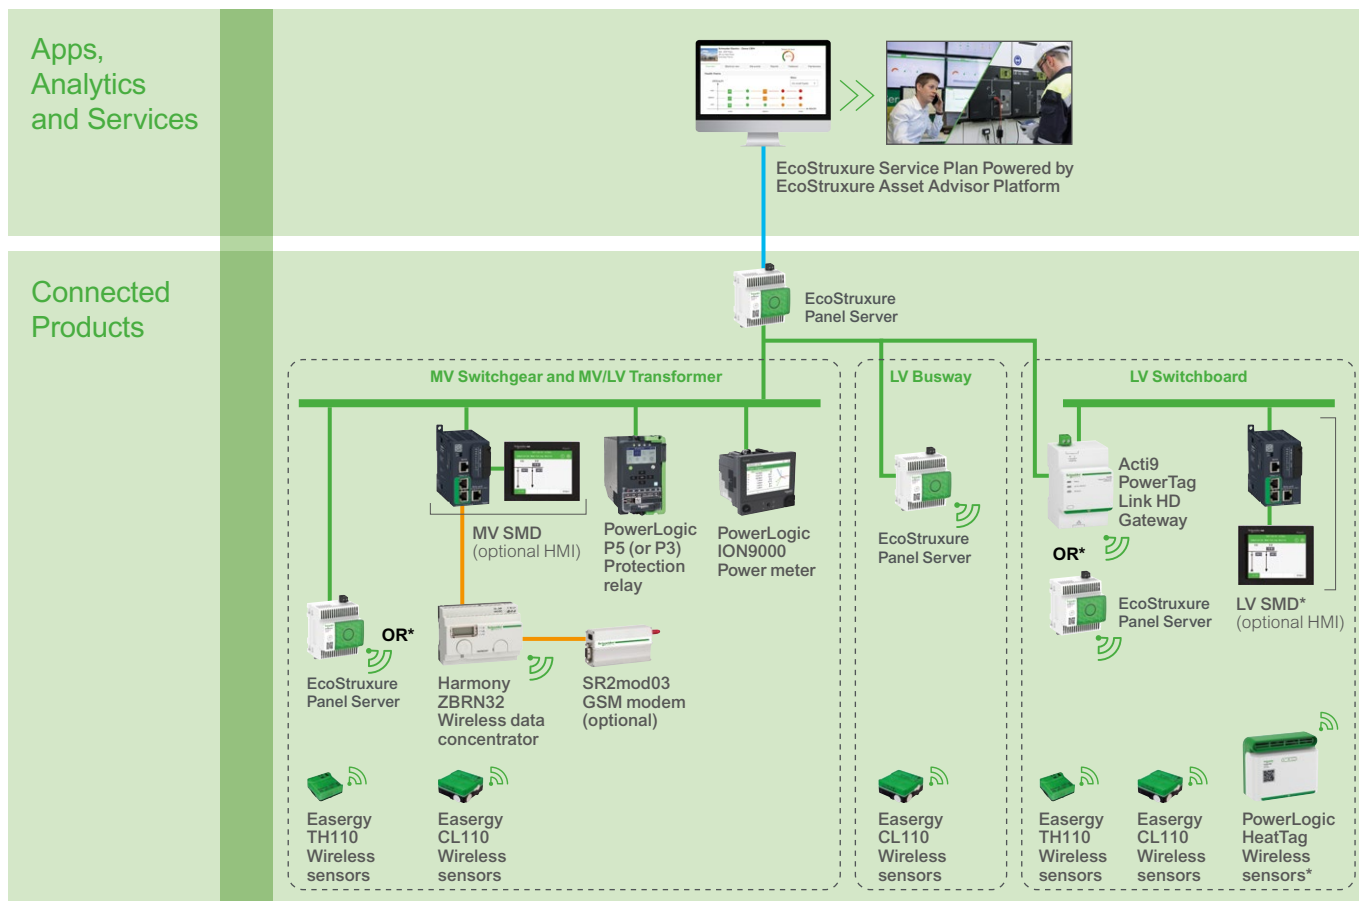 Apps,
Analytics
and Services
EcoStruxure Service Plan Powered by
EcoStruxure Asset Advisor Platform
Connected
Products
EcoStruxure
Panel Server
MV Switchgear and MV/LV Transformer
LV Busway
LV Switchboard
MV SMD
(optional HMI)
PowerLogic
P5 (or P3)
Protection
relay
PowerLogic
ION9000
Power meter
EcoStruxure
Panel Server
Acti9
PowerTag
Link HD
Gateway
OR*
EcoStruxure
Panel Server
LV SMD*
(optional HMI)
OR*
EcoStruxure
Panel Server
Harmony
ZBRN32
Wireless data
concentrator
SR2mod03
GSM modem
(optional)
Easergy
TH110
Wireless
sensors
Easergy
CL110
Wireless
sensors
Easergy
CL110
Wireless
sensors
Easergy
TH110
Wireless
sensors
Easergy
CL110
Wireless
sensors
PowerLogic
HeatTag
Wireless
sensors*